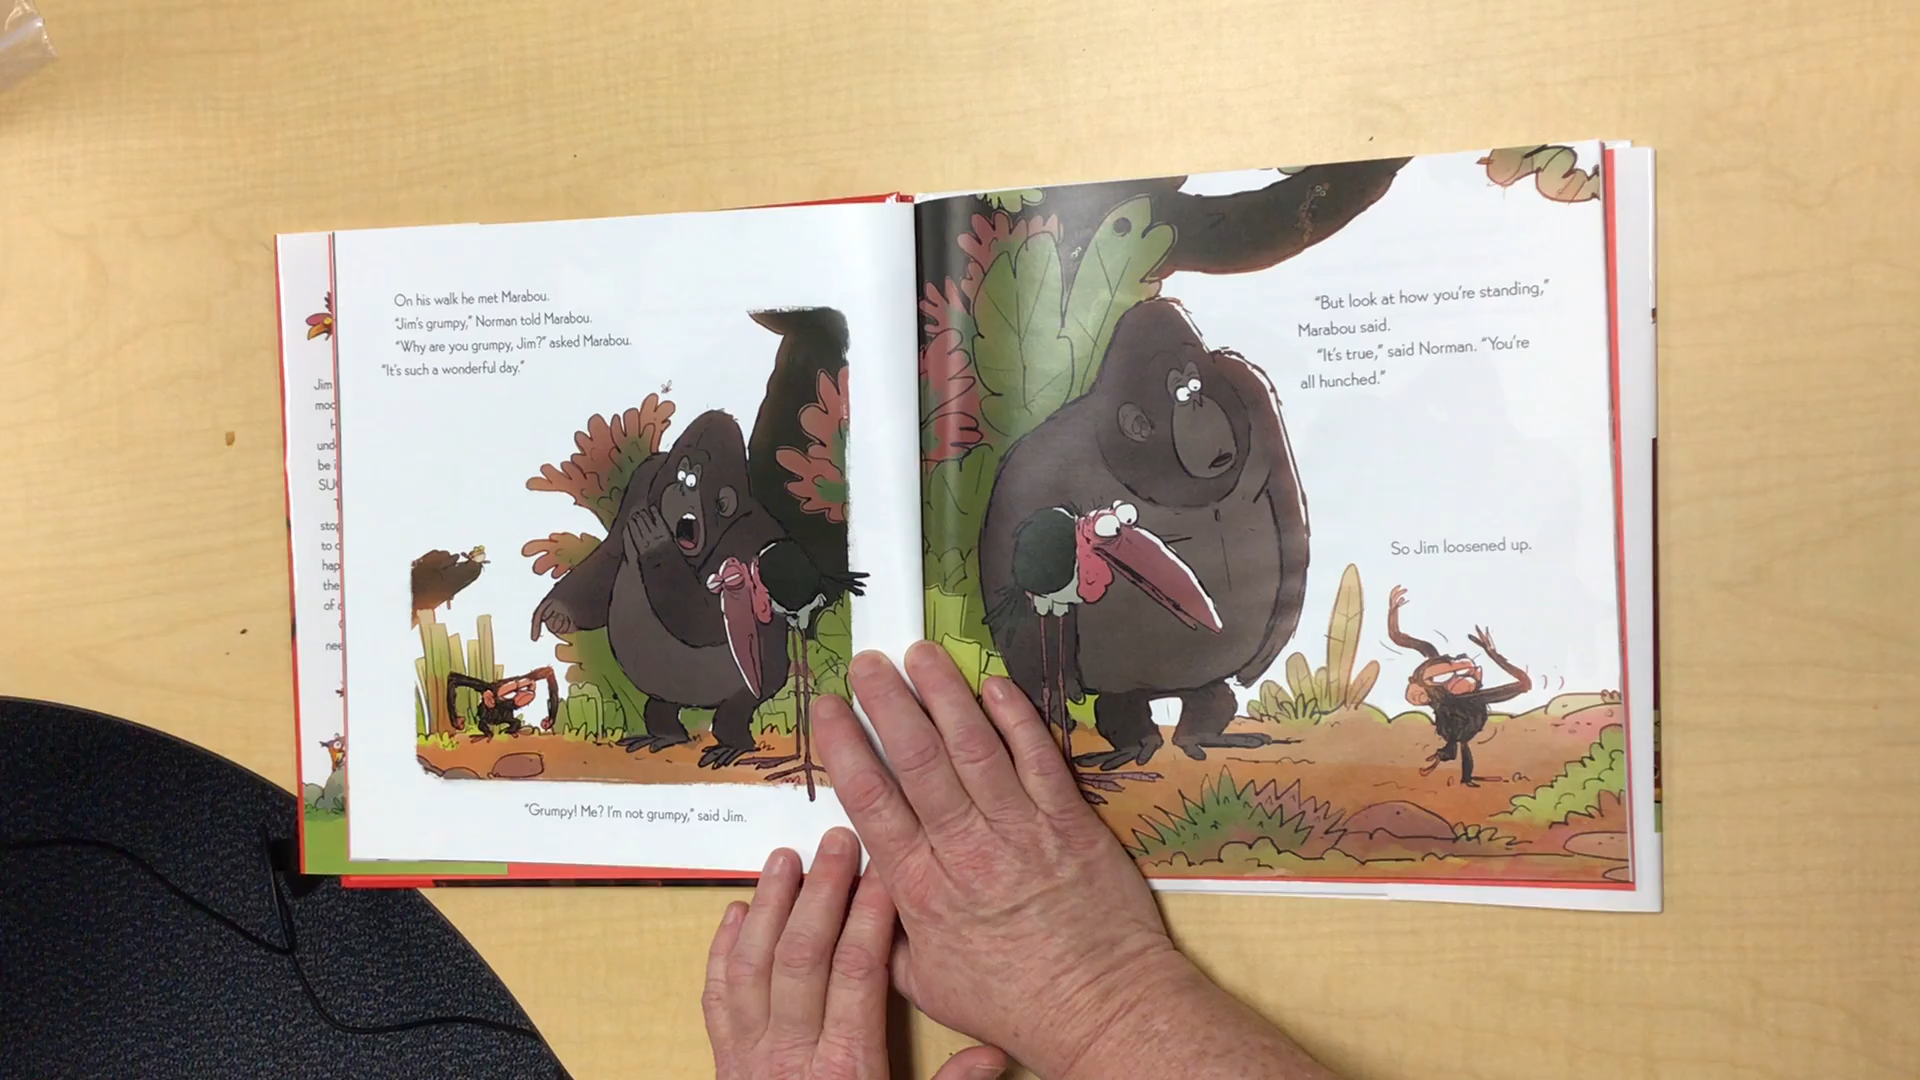 On his walk he met Marabou.
"Jim's grumpy," Norman told Marabou.
"Why are you grumpy, Jim?" asked Marabou.
"It's such a wonderful day."
"Grumpy! Me? I'm not grumpy," said Jim.
"But look at how you're standing,"
Marabou said.
"It's true," said Norman. "You're
all hunched."
So Jim loosened up.
Jim